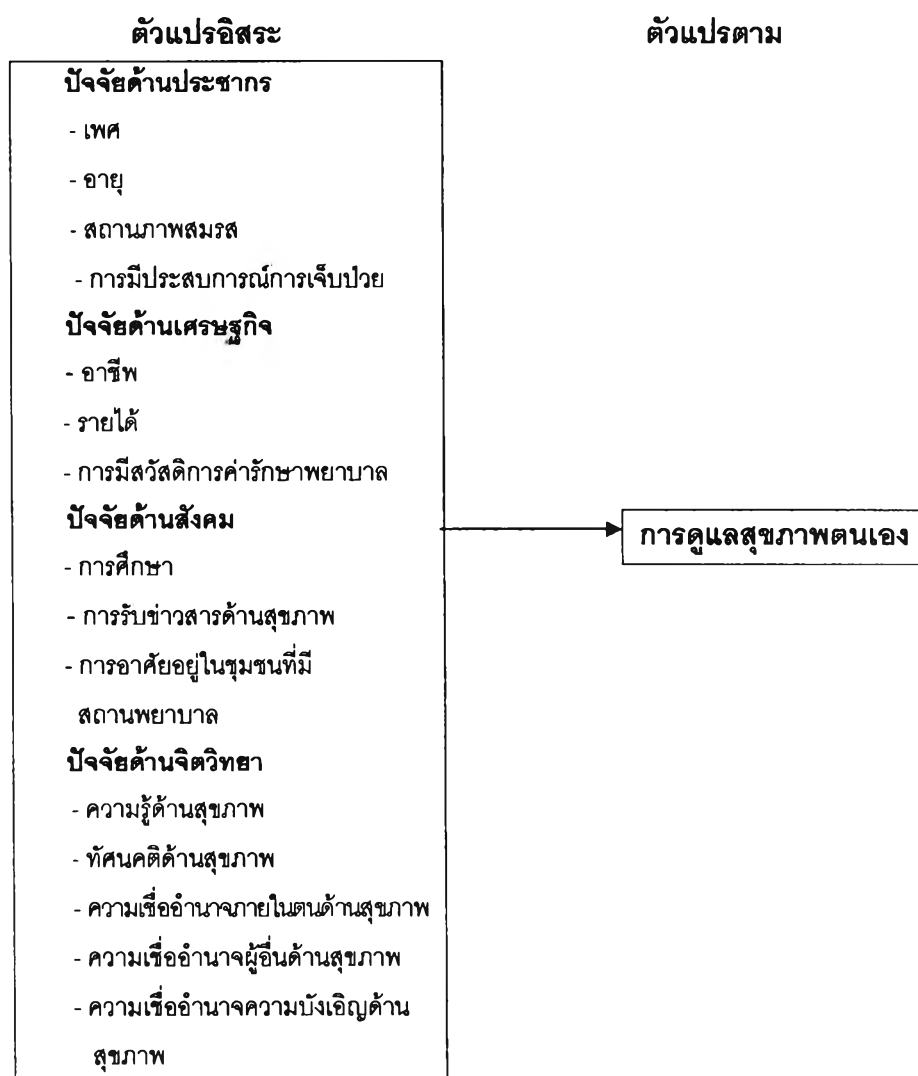 ตัวแปรอิสระ
ตัวแปรตาม
ปัจจัยด้านประชากร
- เพศ
- อายุ
- สถานภาพสมรส
- การมีประสบการณ์การเจ็บป่วย
ปัจจัยด้านเศรษฐกิจ
- อาชีพ
- รายได้
- การมีสวัสดิการค่ารักษาพยาบาล
ปัจจัยด้านสังคม
- การศึกษา
- การรับข่าวสารด้านสุขภาพ
- การอาศัยอยู่ในชุมชนที่มี
สถานพยาบาล
ปัจจัยด้านจิตวิทยา
- ความรู้ด้านสุขภาพ
- ทัศนคติด้านสุขภาพ
- ความเชื่ออำนาจภายในตนด้านสุขภาพ
- ความเชื่ออำนาจผู้อื่นด้านสุขภาพ
- ความเชื่ออำนาจความบังเอิญด้าน
สุขภาพ
การดูแลสุขภาพตนเอง